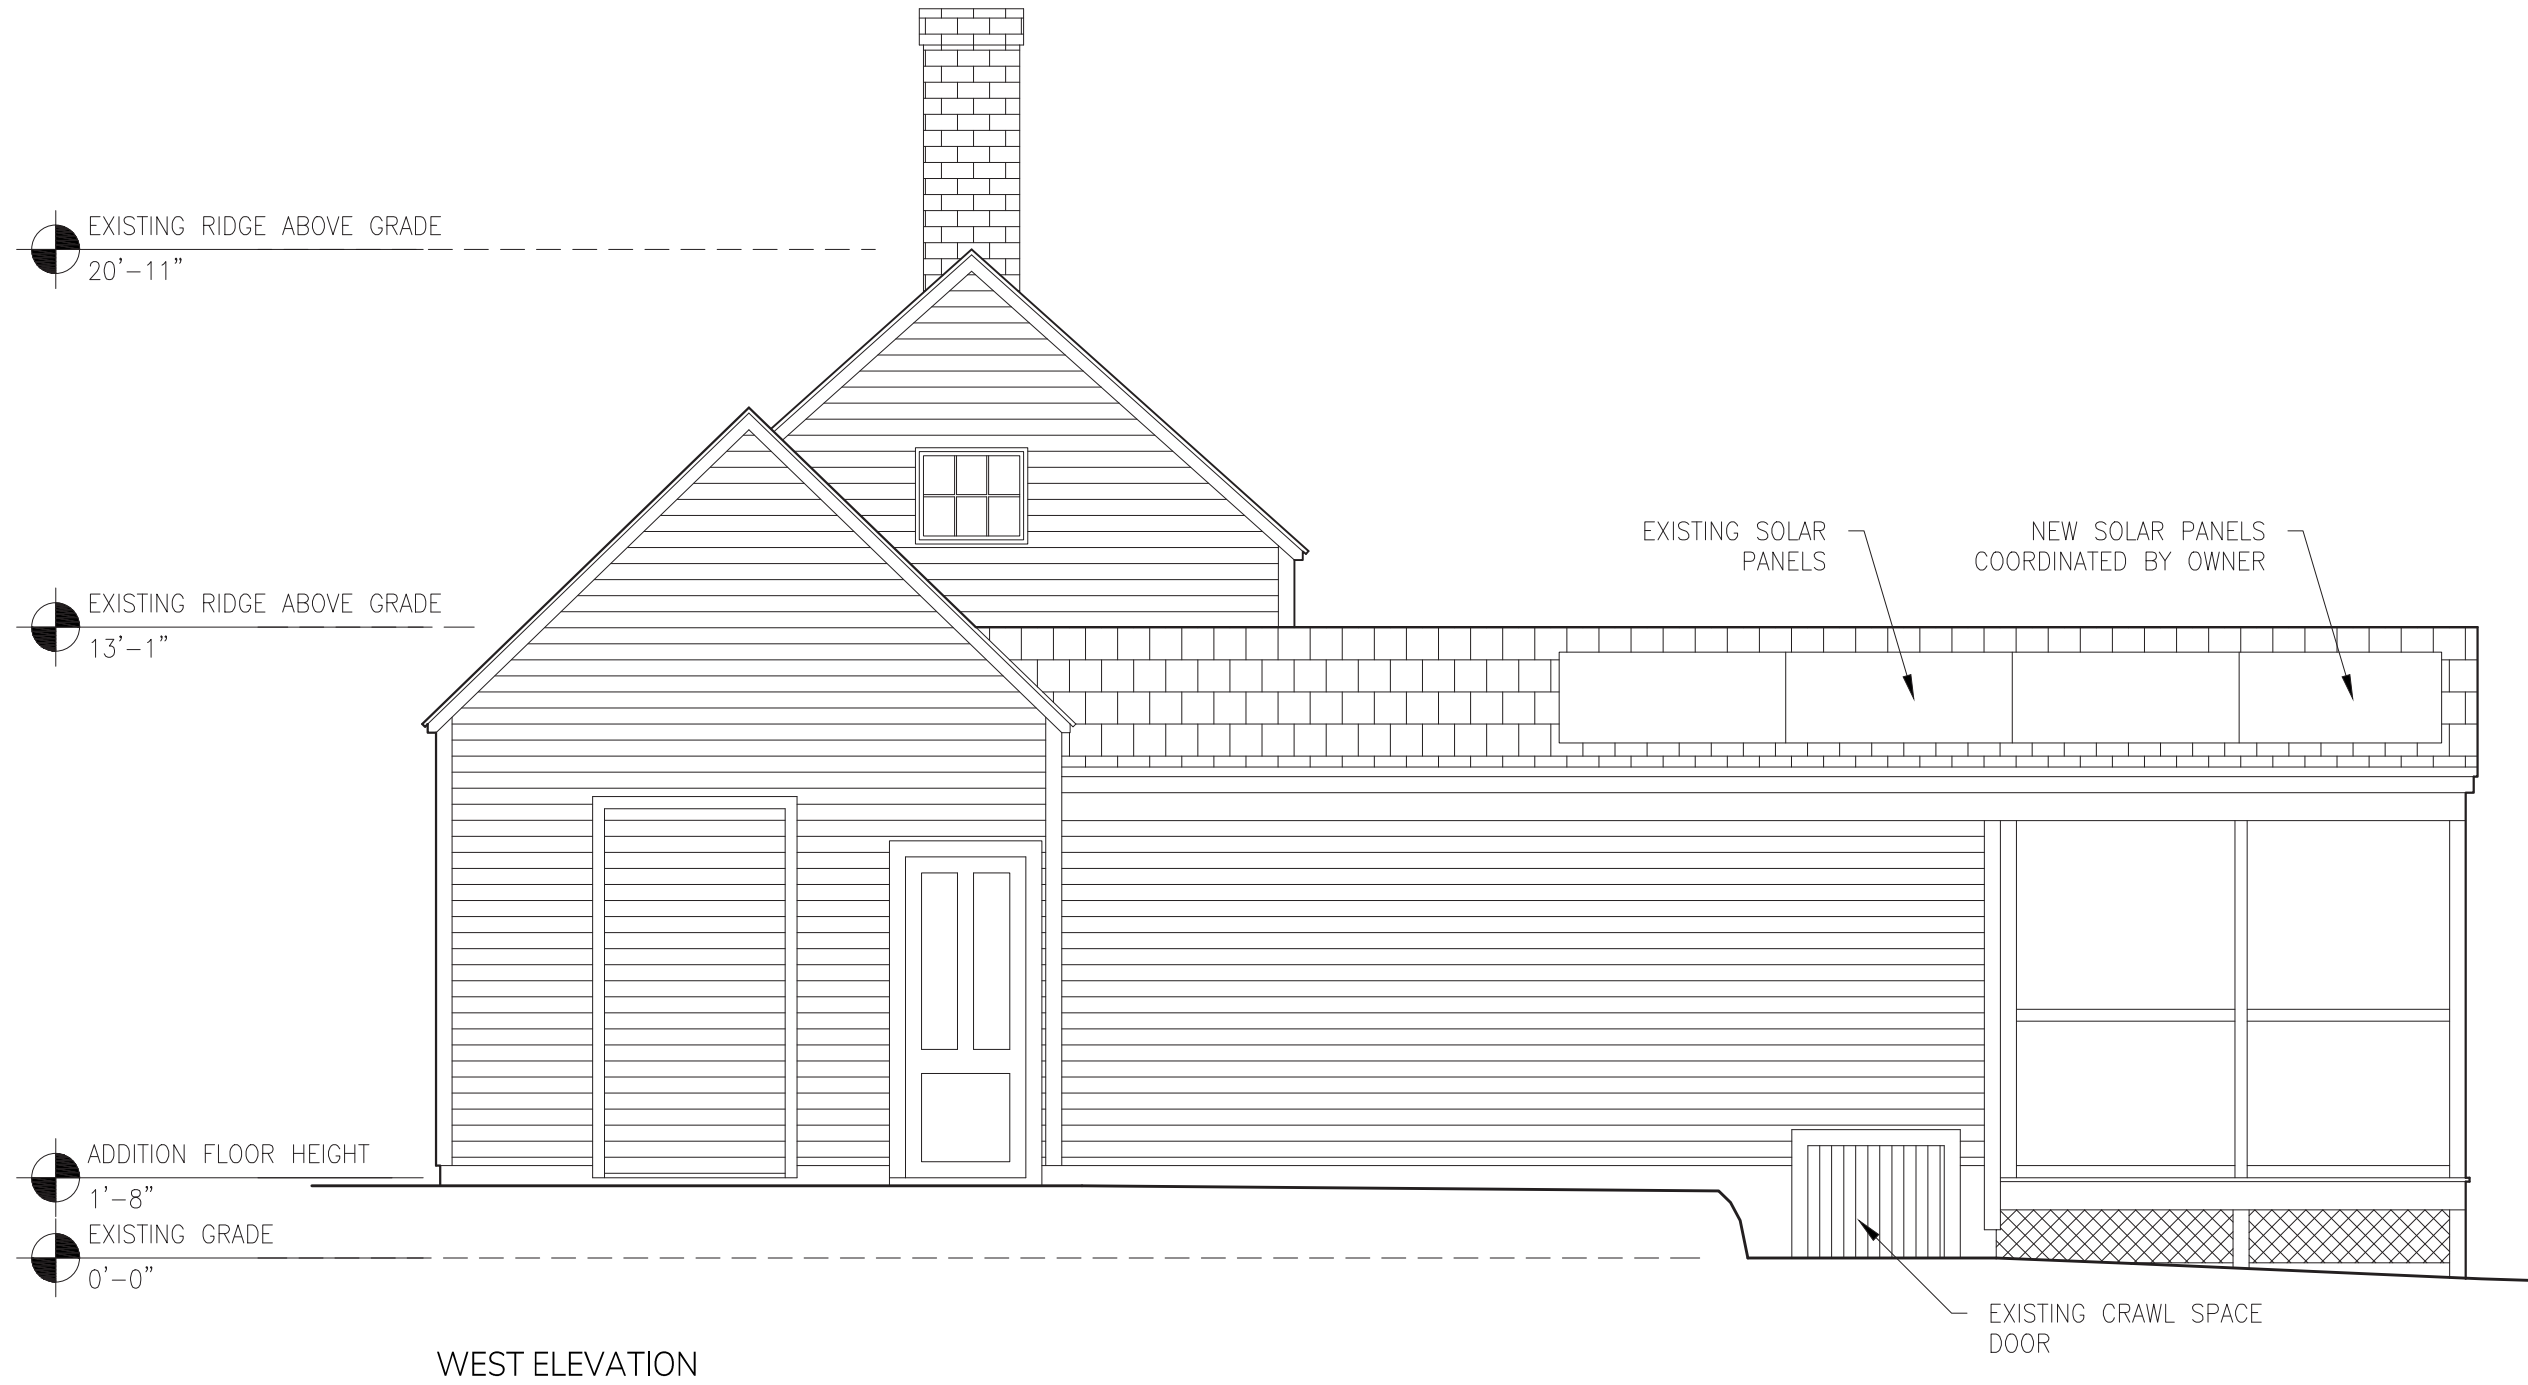 EXISTING RIDGE ABOVE GRADE
20'-11"
EXISTING SOLAR
PANELS
NEW SOLAR PANELS
COORDINATED BY OWNER
EXISTING RIDGE ABOVE GRADE
13'-1"
ADDITION FLOOR HEIGHT
1'-8"
EXISTING GRADE
0'-0"
EXISTING CRAWL SPACE
DOOR
WEST ELEVATION